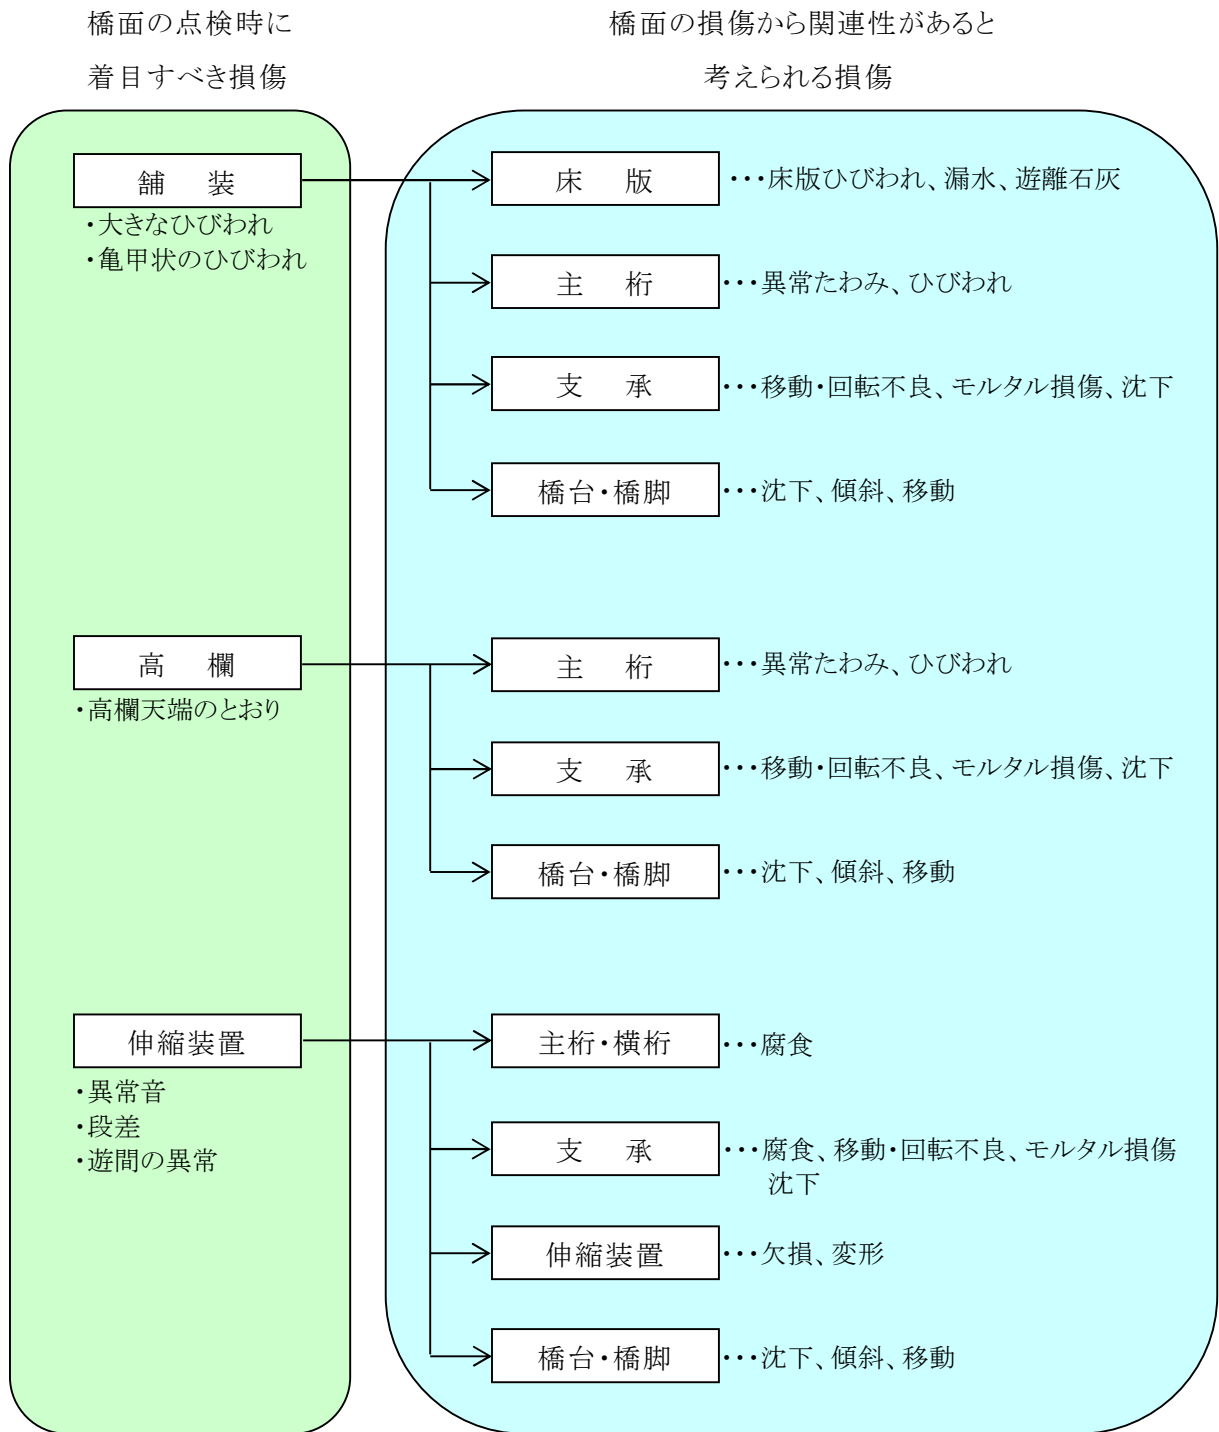 橋面の点検時に
着目すべき損傷
橋面の損傷から関連性があると
考えられる損傷
舗　装
・大きなひびわれ
・亀甲状のひびわれ
床　版
・・・床版ひびわれ、漏水、遊離石灰
主　桁
・・・異常たわみ、ひびわれ
支　承
・・・移動・回転不良、モルタル損傷、沈下
橋台・橋脚
・・・沈下、傾斜、移動
高　欄
・高欄天端のとおり
主　桁
・・・異常たわみ、ひびわれ
支　承
・・・移動・回転不良、モルタル損傷、沈下
橋台・橋脚
・・・沈下、傾斜、移動
伸縮装置
・異常音
・段差
・遊間の異常
主桁・横桁
・・・腐食
支　承
・・・腐食、移動・回転不良、モルタル損傷
沈下
伸縮装置
・・・欠損、変形
橋台・橋脚
・・・沈下、傾斜、移動